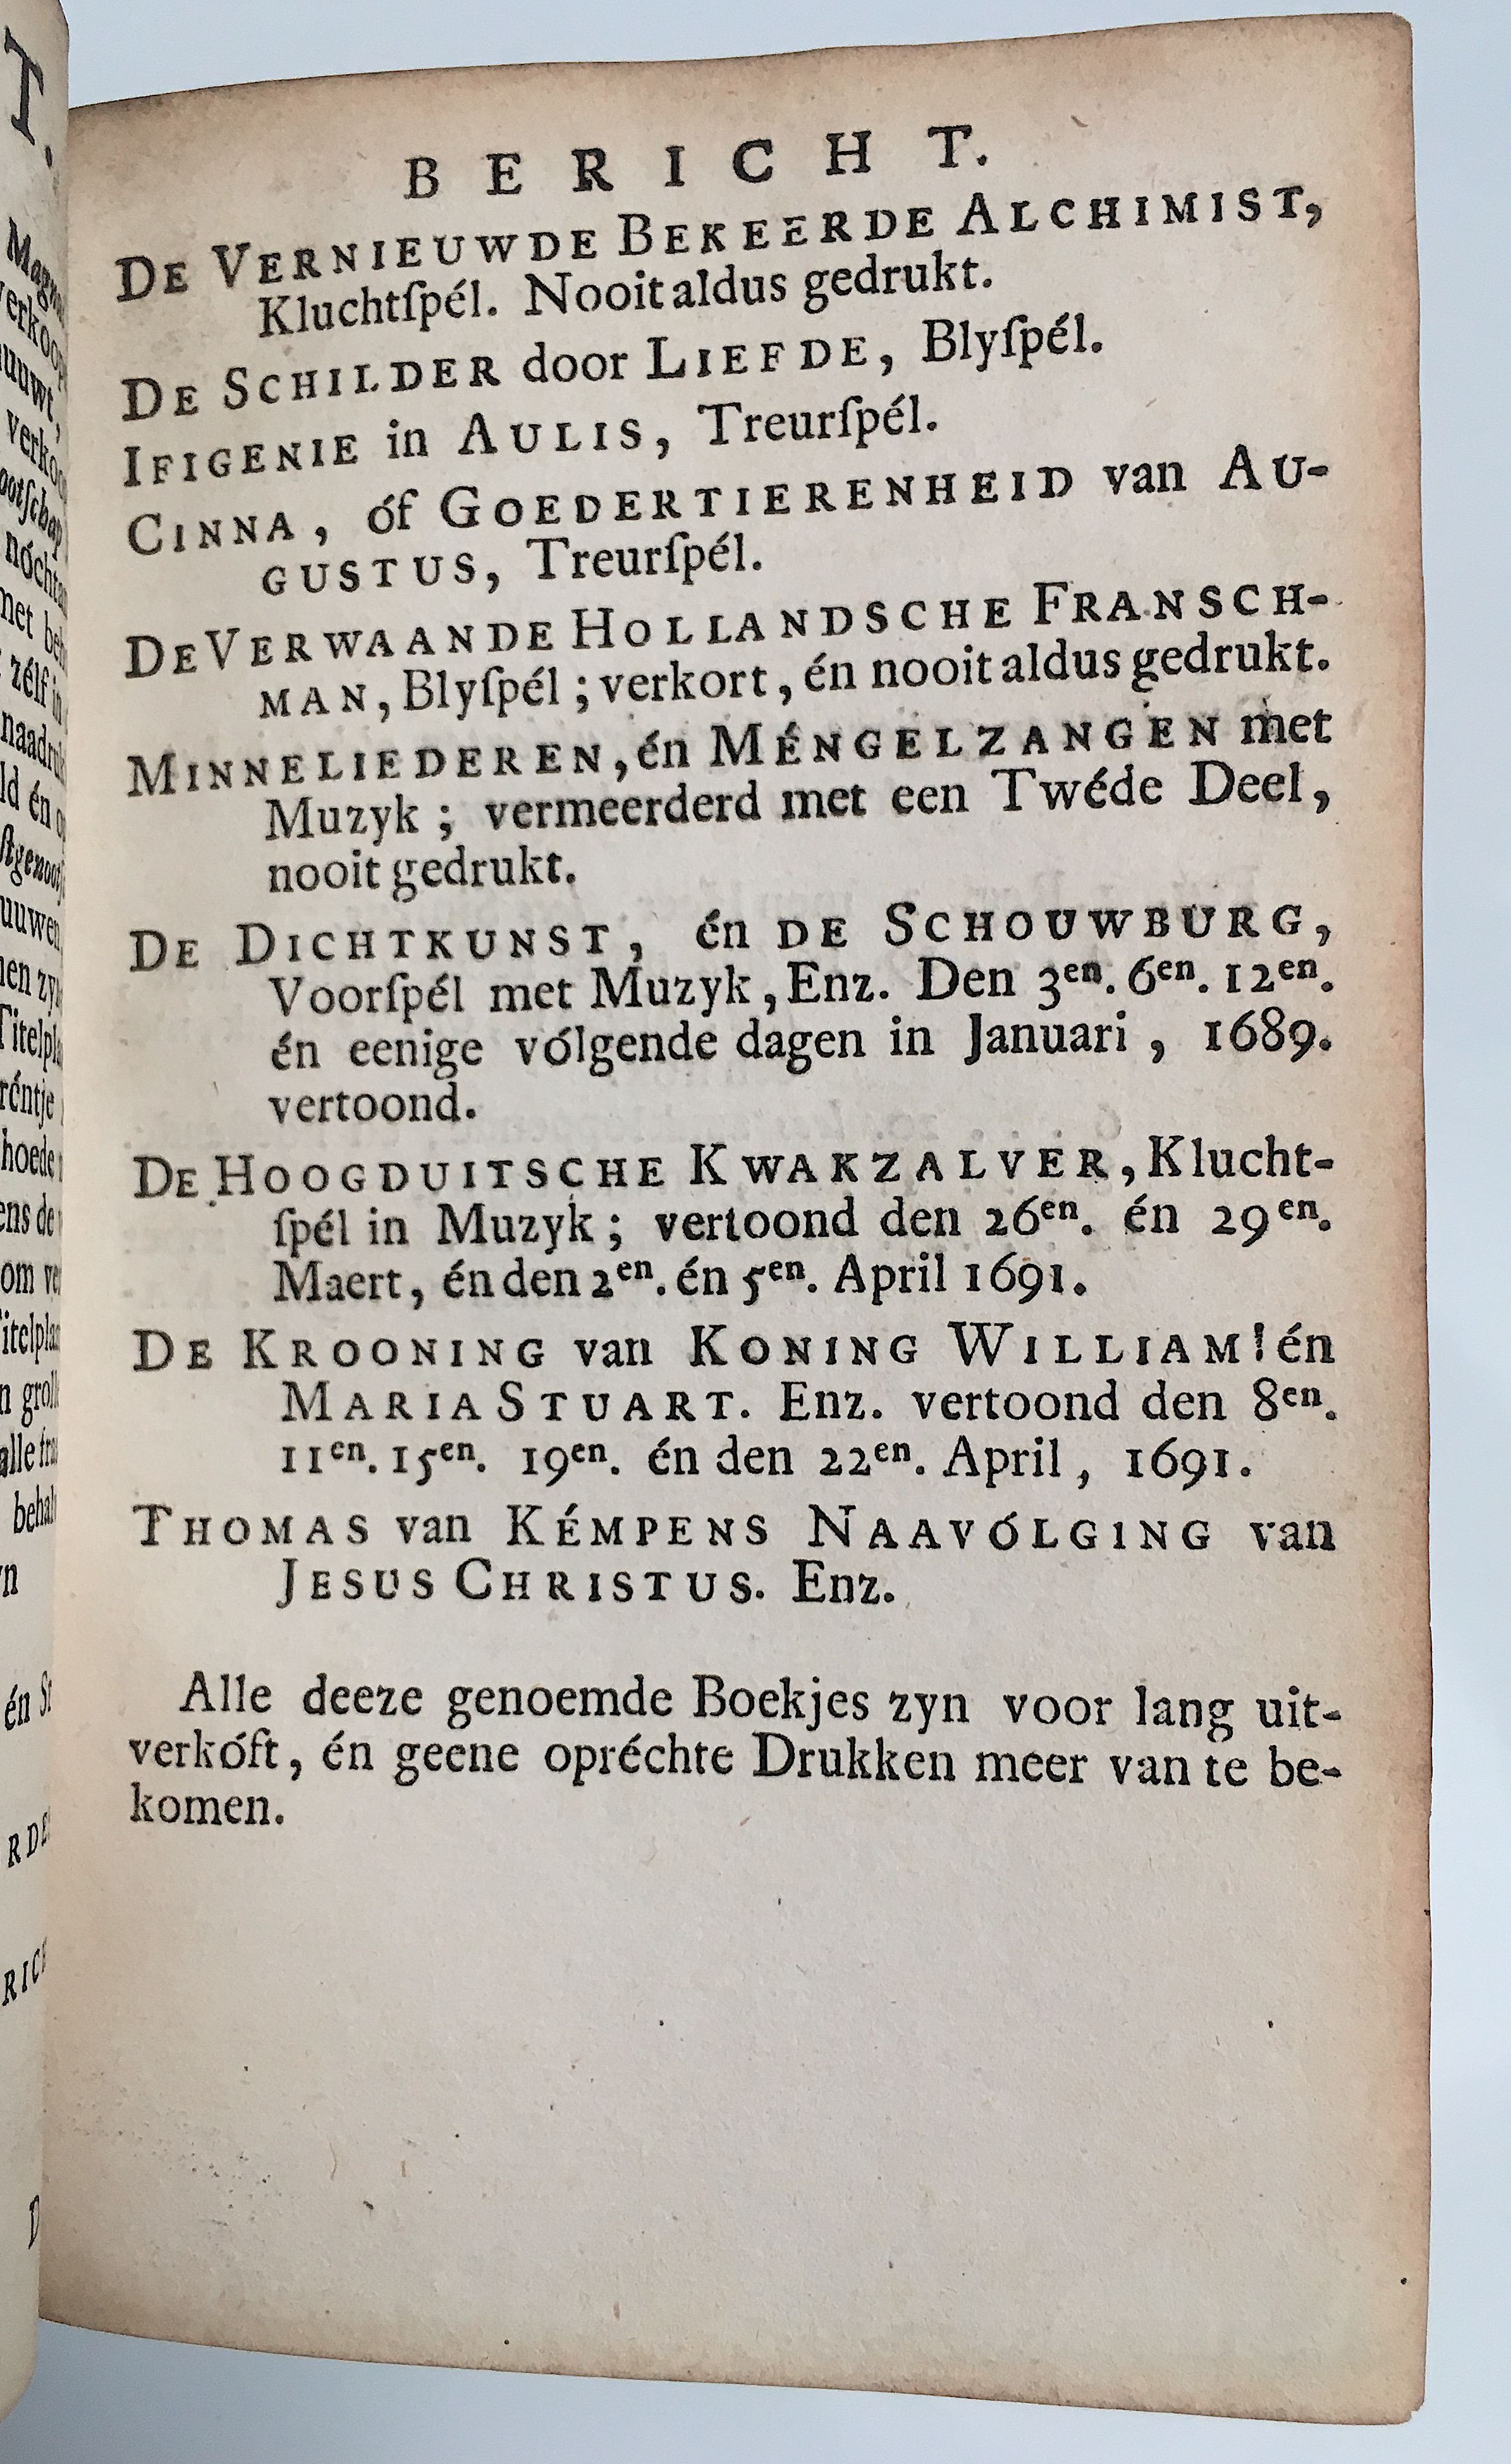 BERICHT.
DE VERNIEUWDE BEKEERDE ALCHIMIST,
Kluchtſpél. Nooit aldus gedrukt.
DE SCHILDER door LIEFDE, Blyſpél.
IFIGENIE in AULIS, Treurſpél.
CINNA, óf GOEDERTIERENHEID van AU-
GUSTUS, Treurſpél.
DE VERWAANDE HOLLANDSCHE FRANSCH-
MAN, Blyſpél; verkort, én nooit aldus gedrukt.
MINNELIEDEREN, én MÉNGELZANGEN met
Muzyk; vermeerderd met een Twéde Deel,
nooit gedrukt.
DE DICHTKUNST, én DE SCHOUWBURG,
Voorſpél met Muzyk, Enz. Den 3en. 6en. 12en.
én eenige vólgende dagen in Januari, 1689.
vertoond.
DE HOOGDUITSCHE KWAKZALVER, Klucht-
ſpél in Muzyk; vertoond den 26en. én 29en.
Maert, én den 2en. én 5en. April 1691.
DE KROONING van KONING WILLIAM! én
MARIA STUART. Enz. vertoond den 8en.
11en. 15en. 19en. én den 22en. April, 1691.
THOMAS van KÉMPENS NAAVÓLGING van
JESUS CHRISTUS. Enz.
Alle deeze genoemde Boekjes zyn voor lang uit-
verkóft, én geene opréchte Drukken meer van te be-
komen.